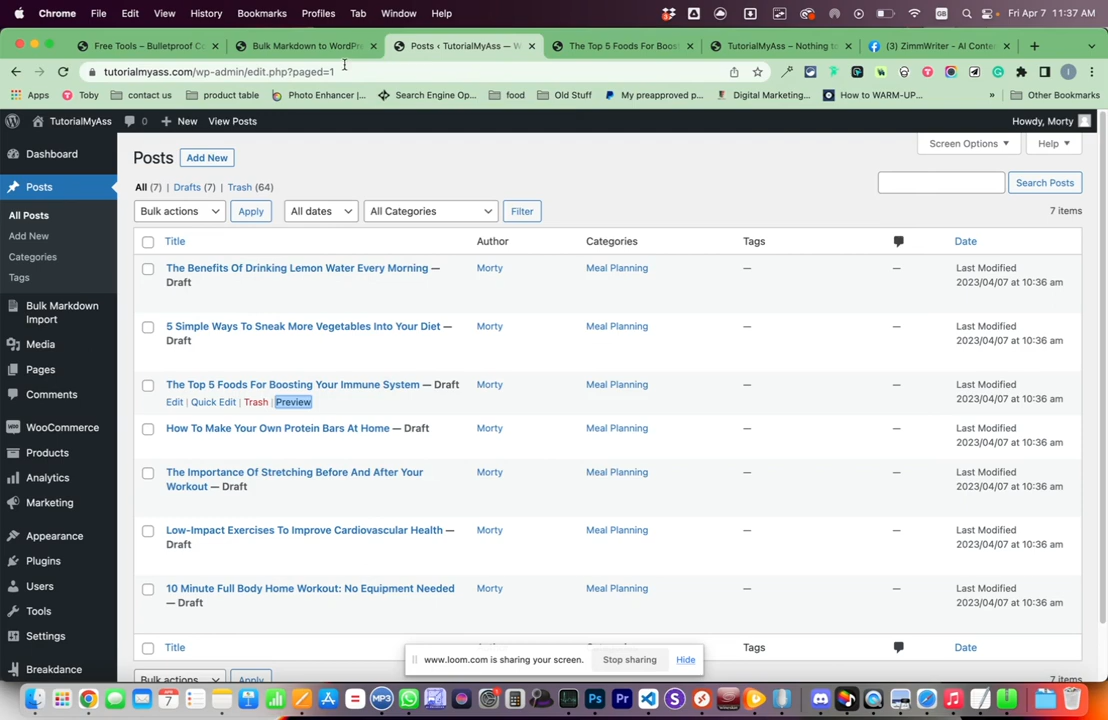 Chrome File Edit View History Bookmarks Profiles Tab Window Help Fri Apr 7 11:37 AM
Free Tools – Bulletproof C Bulk Markdown to WordPre Posts ‹ TutorialMyAss — W The Top 5 Foods For Boos TutorialMyAss – Nothing to ZimmWriter - AI Conte
tutorialmyass.com/wp-admin/edit.php?paged=1
Apps Toby contact us product table Photo Enhancer |... Search Engine Op... food Old Stuff My preapproved p... Digital Marketing... How to WARM-UP,... » Other Bookmarks
TutorialMyAss 0 + New View Posts Howdy, Morty
Dashboard
Posts
All Posts
Add New
Categories
Tags
Bulk Markdown
Import
Media
Pages
Comments
WooCommerce
Products
Analytics
Marketing
Appearance
Plugins
Users
Tools
Settings
Breakdance
Screen Options Help
Posts Add New
All (7) | Drafts (7) | Trash (64)
Search Posts
Bulk actions Apply All dates All Categories Filter 7 items
Title Author Categories Tags Date
The Benefits Of Drinking Lemon Water Every Morning — Morty Meal Planning — — Last Modified
Draft 2023/04/07 at 10:36 am
5 Simple Ways To Sneak More Vegetables Into Your Diet — Morty Meal Planning — — Last Modified
Draft 2023/04/07 at 10:36 am
The Top 5 Foods For Boosting Your Immune System — Draft Morty Meal Planning — — Last Modified
Edit | Quick Edit | Trash | Preview 2023/04/07 at 10:36 am
How To Make Your Own Protein Bars At Home — Draft Morty Meal Planning — — Last Modified
2023/04/07 at 10:36 am
The Importance Of Stretching Before And After Your Morty Meal Planning — — Last Modified
Workout — Draft 2023/04/07 at 10:36 am
Low-Impact Exercises To Improve Cardiovascular Health — Morty Meal Planning — — Last Modified
Draft 2023/04/07 at 10:36 am
10 Minute Full Body Home Workout: No Equipment Needed Morty Meal Planning — — Last Modified
— Draft 2023/04/07 at 10:36 am
Title Categories Tags Date
www.loom.com is sharing your screen. Stop sharing Hide
Bulk actions Apply 7 items